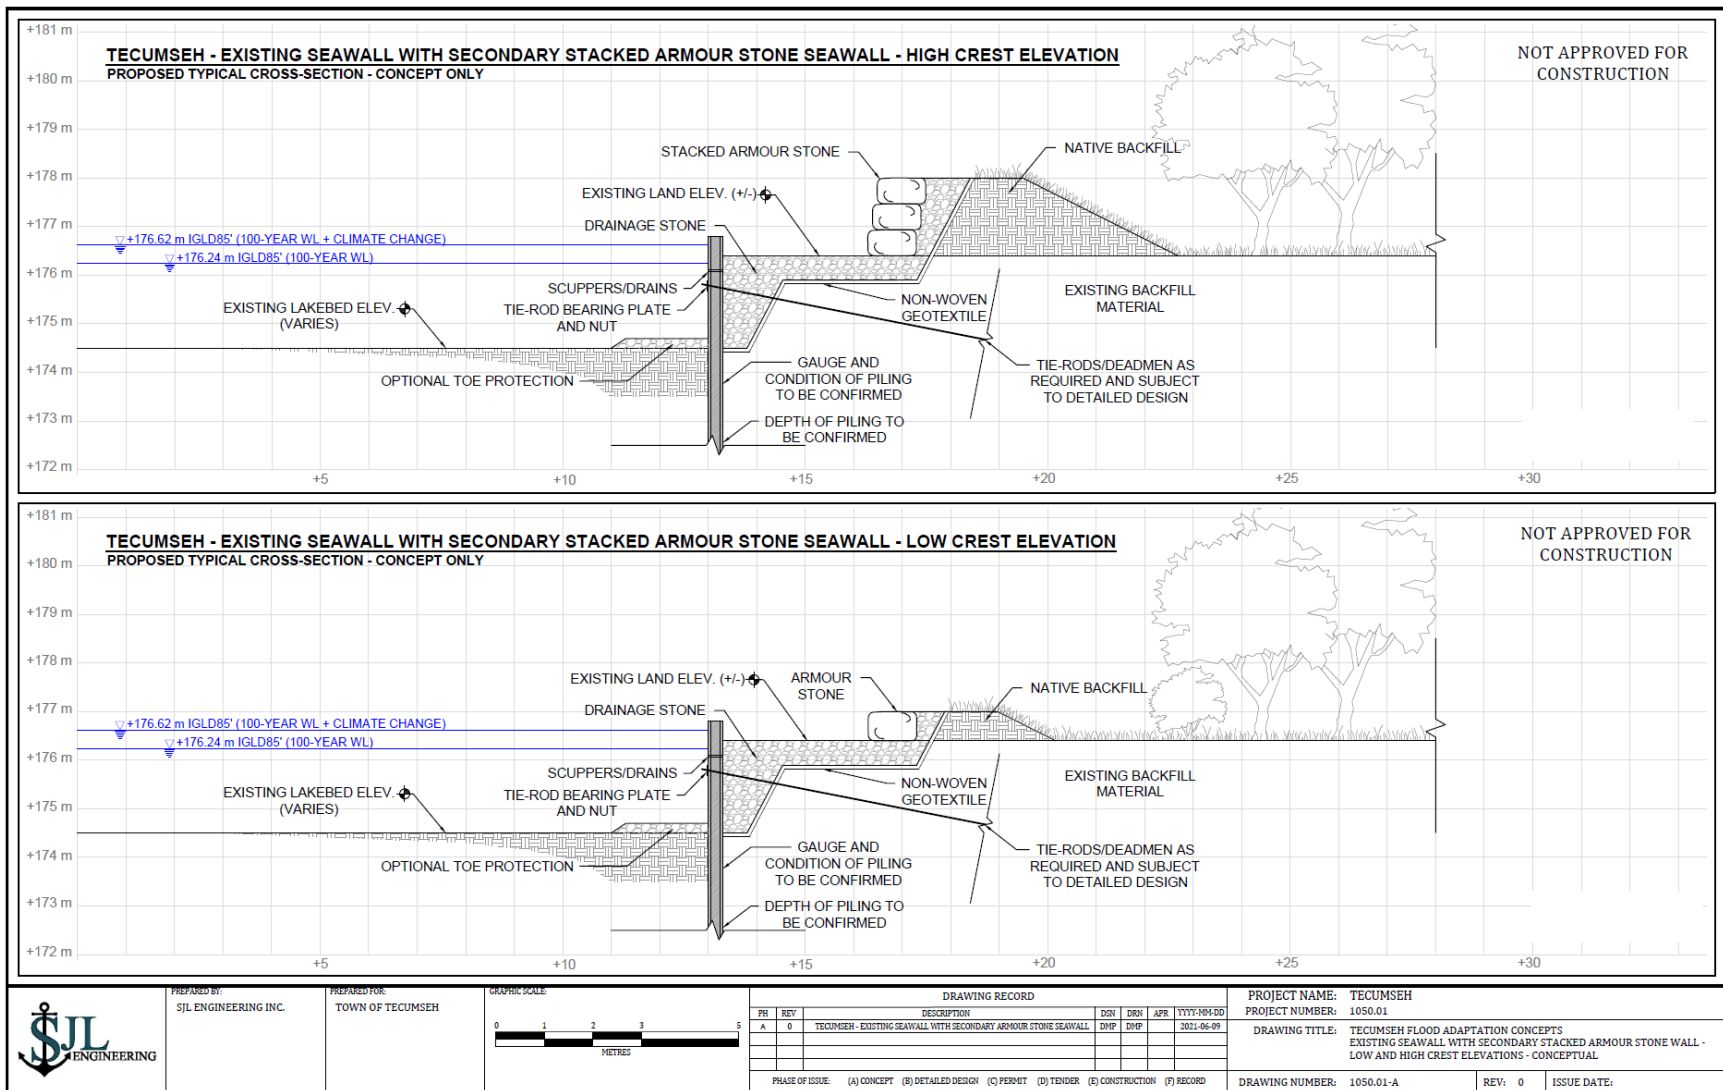 +181 m
TECUMSEH - EXISTING SEAWALL WITH SECONDARY STACKED ARMOUR STONE SEAWALL - HIGH CREST ELEVATION
PROPOSED TYPICAL CROSS-SECTION - CONCEPT ONLY
NOT APPROVED FOR
CONSTRUCTION
+180 m
+179 m
STACKED ARMOUR STONE
NATIVE BACKFILL
+178 m
EXISTING LAND ELEV. (+/-)
+177 m
DRAINAGE STONE
+176.62 m IGLD85' (100-YEAR WL + CLIMATE CHANGE)
+176.24 m IGLD85' (100-YEAR WL)
+176 m
SCUPPERS/DRAINS
EXISTING BACKFILL
MATERIAL
NON-WOVEN
GEOTEXTILE
EXISTING LAKEBED ELEV.
(VARIES)
TIE-ROD BEARING PLATE
AND NUT
+175 m
+174 m
OPTIONAL TOE PROTECTION
GAUGE AND
CONDITION OF PILING
TO BE CONFIRMED
TIE-RODS/DEADMEN AS
REQUIRED AND SUBJECT
TO DETAILED DESIGN
+173 m
DEPTH OF PILING TO
BE CONFIRMED
+172 m
+5 +10 +15 +20 +25 +30
+181 m
TECUMSEH - EXISTING SEAWALL WITH SECONDARY STACKED ARMOUR STONE SEAWALL - LOW CREST ELEVATION
PROPOSED TYPICAL CROSS-SECTION - CONCEPT ONLY
NOT APPROVED FOR
CONSTRUCTION
+180 m
+179 m
+178 m
EXISTING LAND ELEV. (+/-)
ARMOUR
STONE
NATIVE BACKFILL
+177 m
DRAINAGE STONE
+176.62 m IGLD85' (100-YEAR WL + CLIMATE CHANGE)
+176.24 m IGLD85' (100-YEAR WL)
+176 m
SCUPPERS/DRAINS
EXISTING BACKFILL
MATERIAL
NON-WOVEN
GEOTEXTILE
EXISTING LAKEBED ELEV.
(VARIES)
TIE-ROD BEARING PLATE
AND NUT
+175 m
+174 m
OPTIONAL TOE PROTECTION
GAUGE AND
CONDITION OF PILING
TO BE CONFIRMED
TIE-RODS/DEADMEN AS
REQUIRED AND SUBJECT
TO DETAILED DESIGN
+173 m
DEPTH OF PILING TO
BE CONFIRMED
+172 m
+5 +10 +15 +20 +25 +30
SJL
ENGINEERING
PREPARED BY:
SJL ENGINEERING INC.
PREPARED FOR:
TOWN OF TECUMSEH
GRAPHIC SCALE:
0 1 2 3 5
METRES
DRAWING RECORD
PH REV DESCRIPTION DSN DRN APR YYYY-MM-DD
A 0 TECUMSEH - EXISTING SEAWALL WITH SECONDARY ARMOUR STONE SEAWALL DMP DMP 2021-06-09
PHASE OF ISSUE: (A) CONCEPT (B) DETAILED DESIGN (C) PERMIT (D) TENDER (E) CONSTRUCTION (F) RECORD
PROJECT NAME: TECUMSEH
PROJECT NUMBER: 1050.01
DRAWING TITLE: TECUMSEH FLOOD ADAPTATION CONCEPTS
EXISTING SEAWALL WITH SECONDARY STACKED ARMOUR STONE WALL -
LOW AND HIGH CREST ELEVATIONS - CONCEPTUAL
DRAWING NUMBER: 1050.01-A REV: 0 ISSUE DATE: